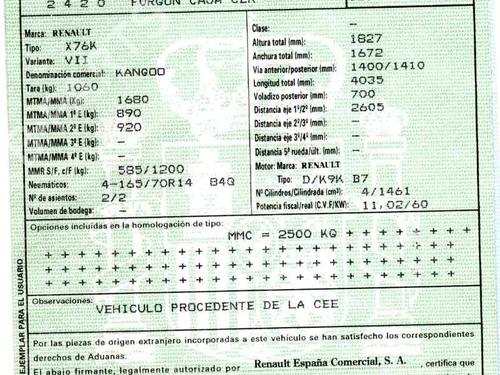 2420 FURGON CAJA CER
Marca: RENAULT
Tipo: X76K
Variante: VII
Denominación comercial: KANGOO
Tara (kg): 1060
MTMA/MMA (Kg): 1680
MTMA/MMA 1º E (kg): 890
MTMA/MMA 2º E (kg): 920
MTMA/MMA 3º E (kg): –
MTMA/MMA 4º E (kg): –
MMR S/F, c/F (kg): 585/1200
Neumáticos: 4-165/70R14 84Q
Nº de asientos: 2/2
Volumen de bodega: –
Clase: –
Altura total (mm): 1827
Anchura total (mm): 1672
Vía anterior/posterior (mm): 1400/1410
Longitud total (mm): 4035
Voladizo posterior (mm): 700
Distancia eje 1º/2º (mm): 2605
Distancia eje 2º/3º (mm): –
Distancia eje 3º/4º (mm): –
Distancia 5ª rueda/últ. (mm): –
Motor: Marca: RENAULT
Tipo: D/K9K B7
Nº Cilindros/Cilindrada (cm³): 4/1461
Potencia fiscal/real (C.V.F/KW): 11,02/60
Opciones incluidas en la homologación de tipo:
MMC = 2500 KG + + + + + + + +
+ + + + + + + + + + + + + + + + + + + + + + + +
+ + + + + + + + + + + + + + + + + + + + + + + +
+ + + + + + + + + + + + + + + + + + + + + + + +
Observaciones:
VEHICULO PROCEDENTE DE LA CEE
Por las piezas de origen extranjero incorporadas a este vehículo se han satisfecho los correspondientes
derechos de Aduanas.
El abajo firmante, legalmente autorizado por Renault España Comercial, S. A. , certifica que
EJEMPLAR PARA EL USUARIO